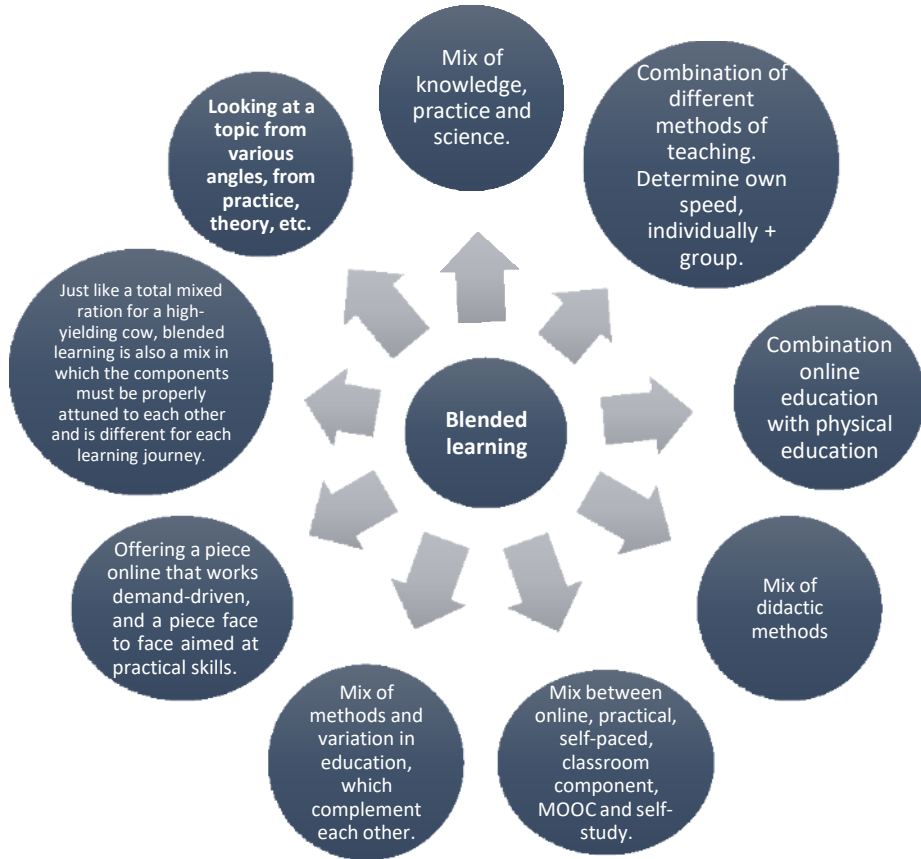 Mix of
knowledge,
practice and
science.
Combination of
different
methods of
teaching.
Determine own
speed,
individually +
group.
Combination
online
education
with physical
education
Mix of
didactic
methods
Mix between
online, practical,
self-paced,
classroom
component,
MOOC and self-
study.
Mix of
methods and
variation in
education,
which
complement
each other.
Offering a piece
online that works
demand-driven,
and a piece face
to face aimed at
practical skills.
Just like a total mixed
ration for a high-
yielding cow, blended
learning is also a mix in
which the components
must be properly
attuned to each other
and is different for each
learning journey.
Looking at a
topic from
various
angles, from
practice,
theory, etc.
Blended
learning